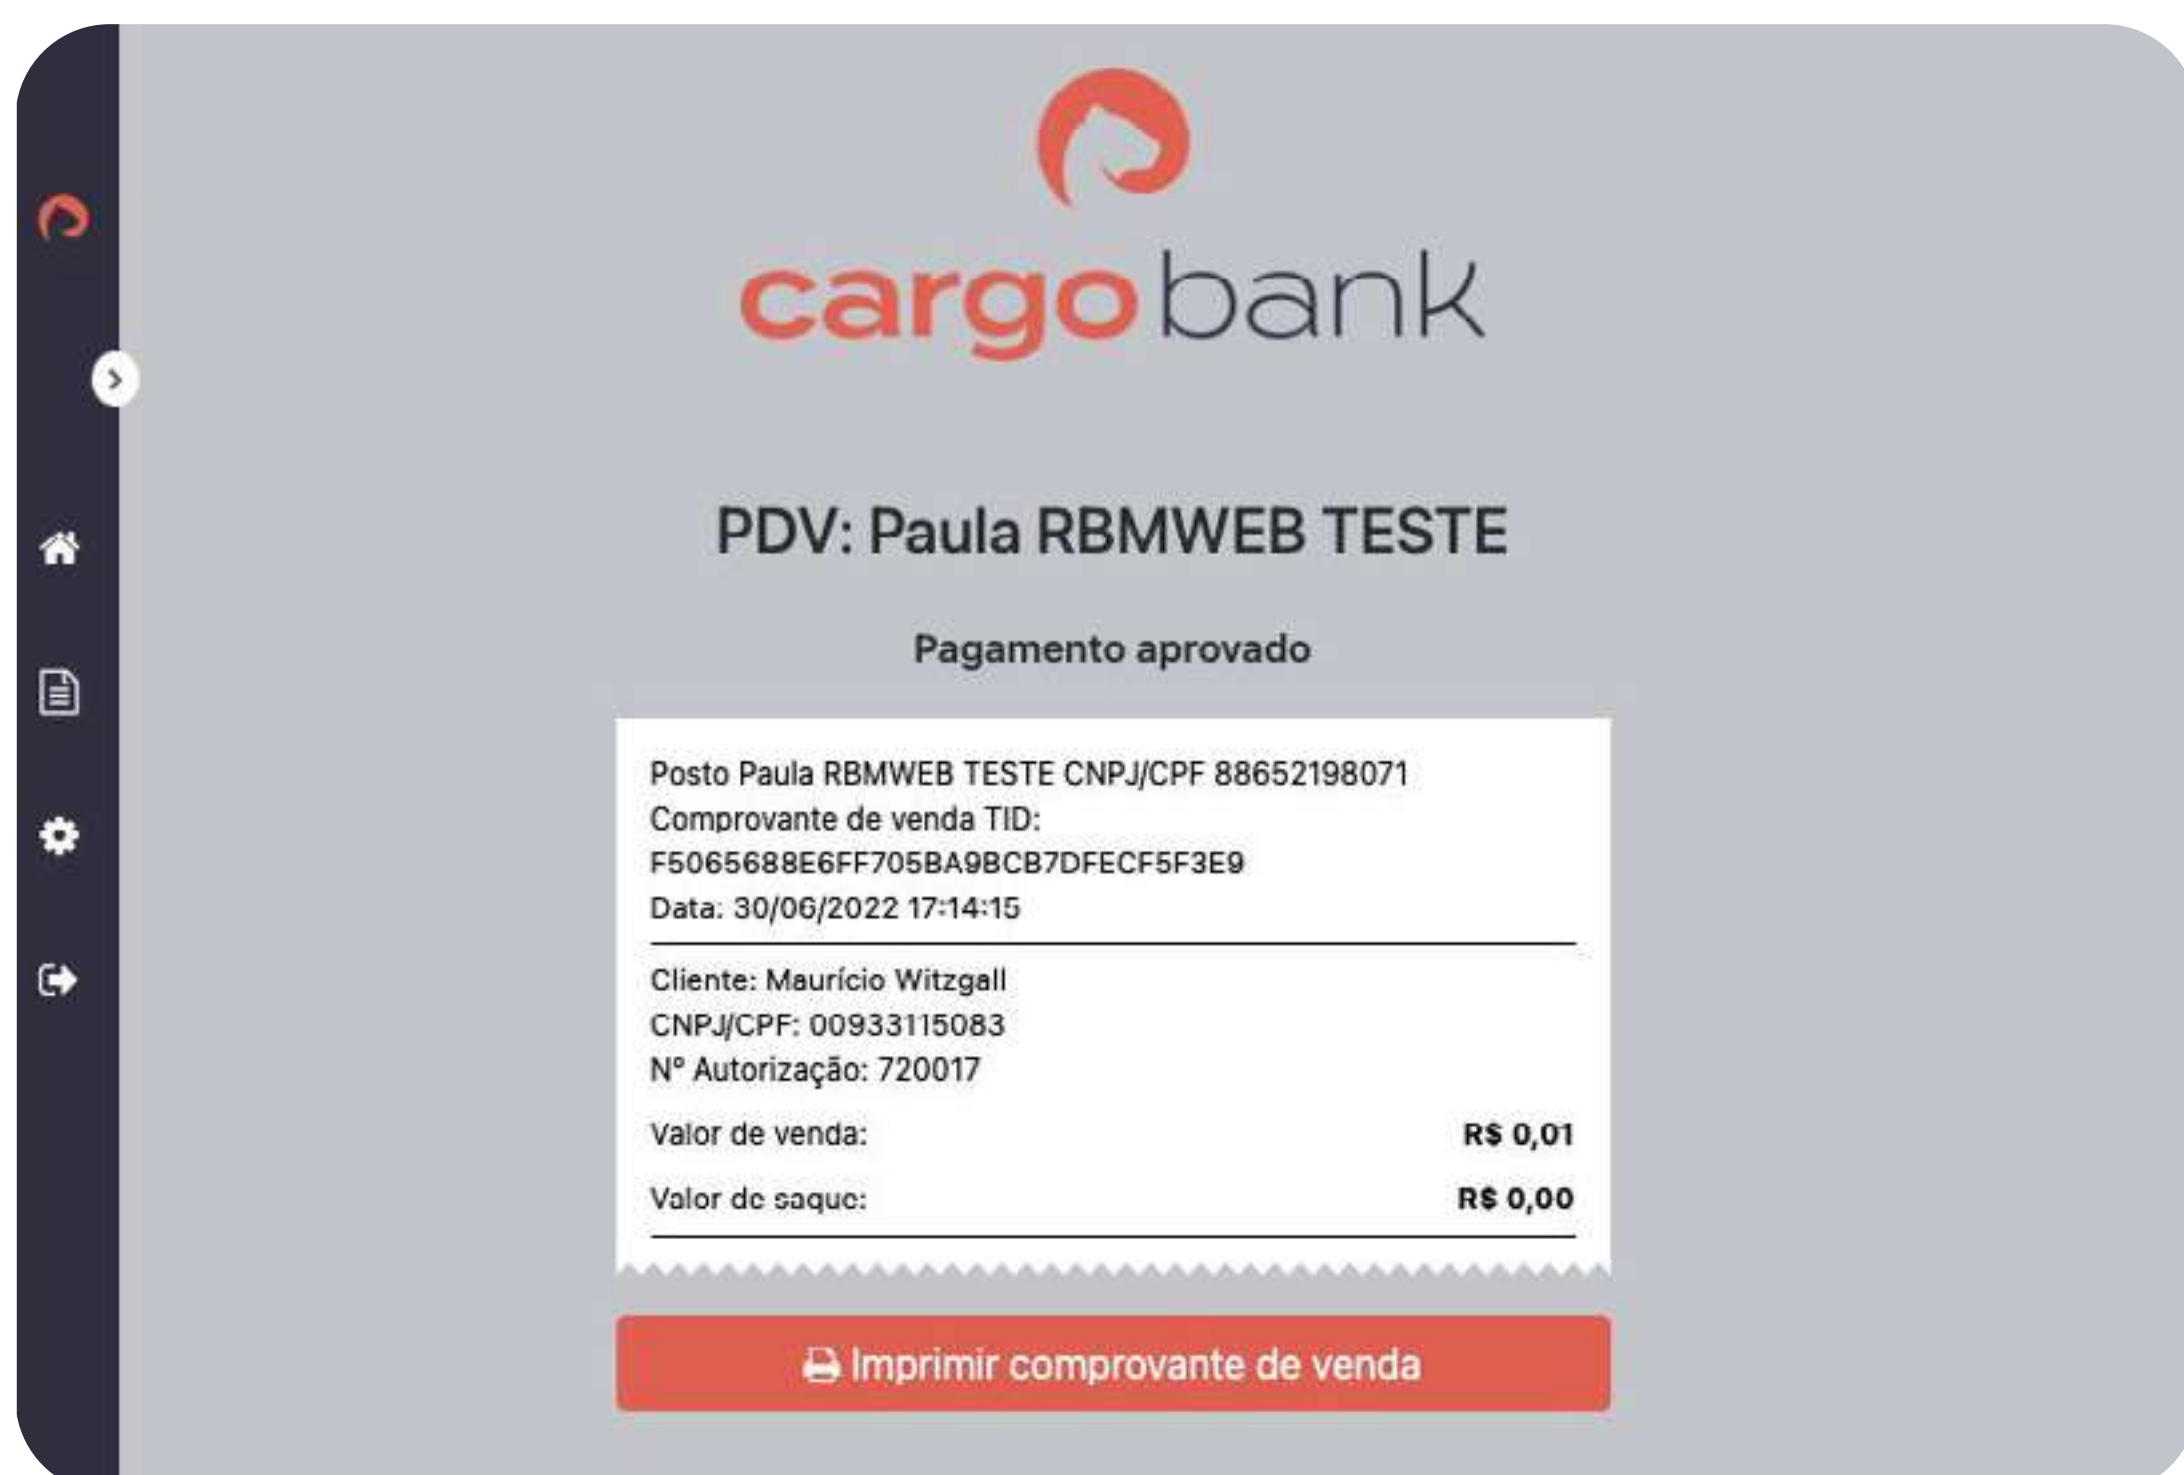 cargobank
PDV: Paula RBMWEB TESTE
Pagamento aprovado
Posto Paula RBMWEB TESTE CNPJ/CPF 88652198071
Comprovante de venda TID:
F5065688E6FF705BA9BCB7DFECF5F3E9
Data: 30/06/2022 17:14:15
Cliente: Maurício Witzgall
CNPJ/CPF: 00933115083
Nº Autorização: 720017
Valor de venda: R$ 0,01
Valor de saque: R$ 0,00
Imprimir comprovante de venda